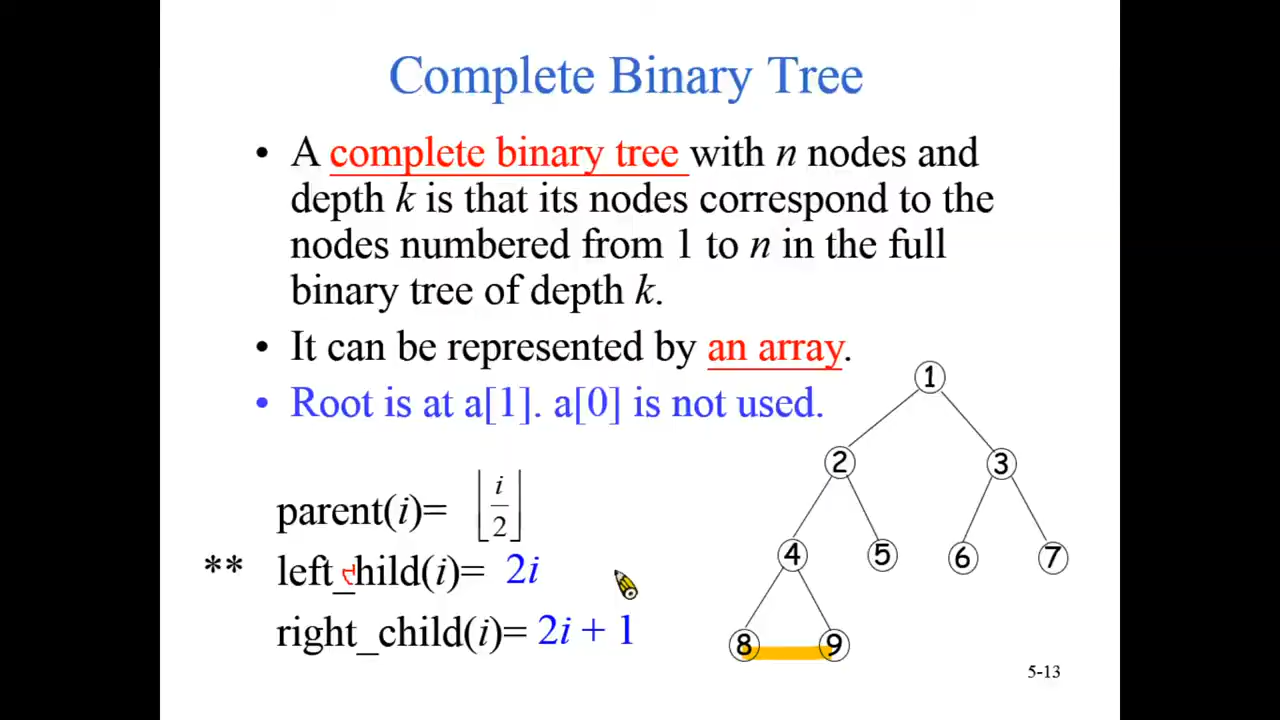 Complete Binary Tree
• A complete binary tree with n nodes and
depth k is that its nodes correspond to the
nodes numbered from 1 to n in the full
binary tree of depth k.
• It can be represented by an array.
• Root is at a[1]. a[0] is not used.
parent(i)= ⌊i/2⌋
** left_child(i)= 2i
right_child(i)= 2i + 1
1
2 3
4 5 6 7
8 9
5-13